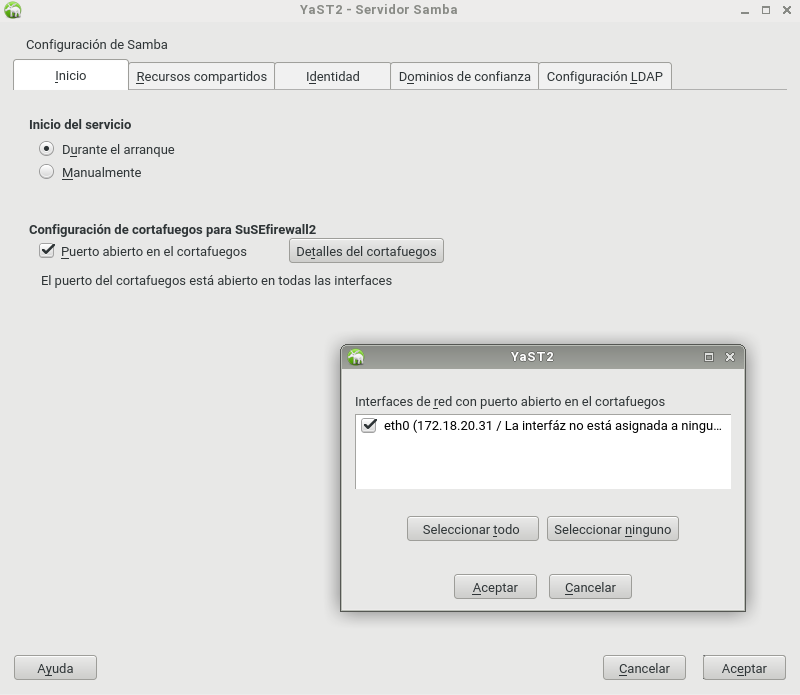 YaST2 - Servidor Samba
Configuración de Samba
Inicio Recursos compartidos Identidad Dominios de confianza Configuración LDAP
Inicio del servicio
Durante el arranque
Manualmente
Configuración de cortafuegos para SuSEfirewall2
Puerto abierto en el cortafuegos Detalles del cortafuegos
El puerto del cortafuegos está abierto en todas las interfaces
YaST2
Interfaces de red con puerto abierto en el cortafuegos
eth0 (172.18.20.31 / La interfáz no está asignada a ningu...
Seleccionar todo Seleccionar ninguno
Aceptar Cancelar
Ayuda Cancelar Aceptar